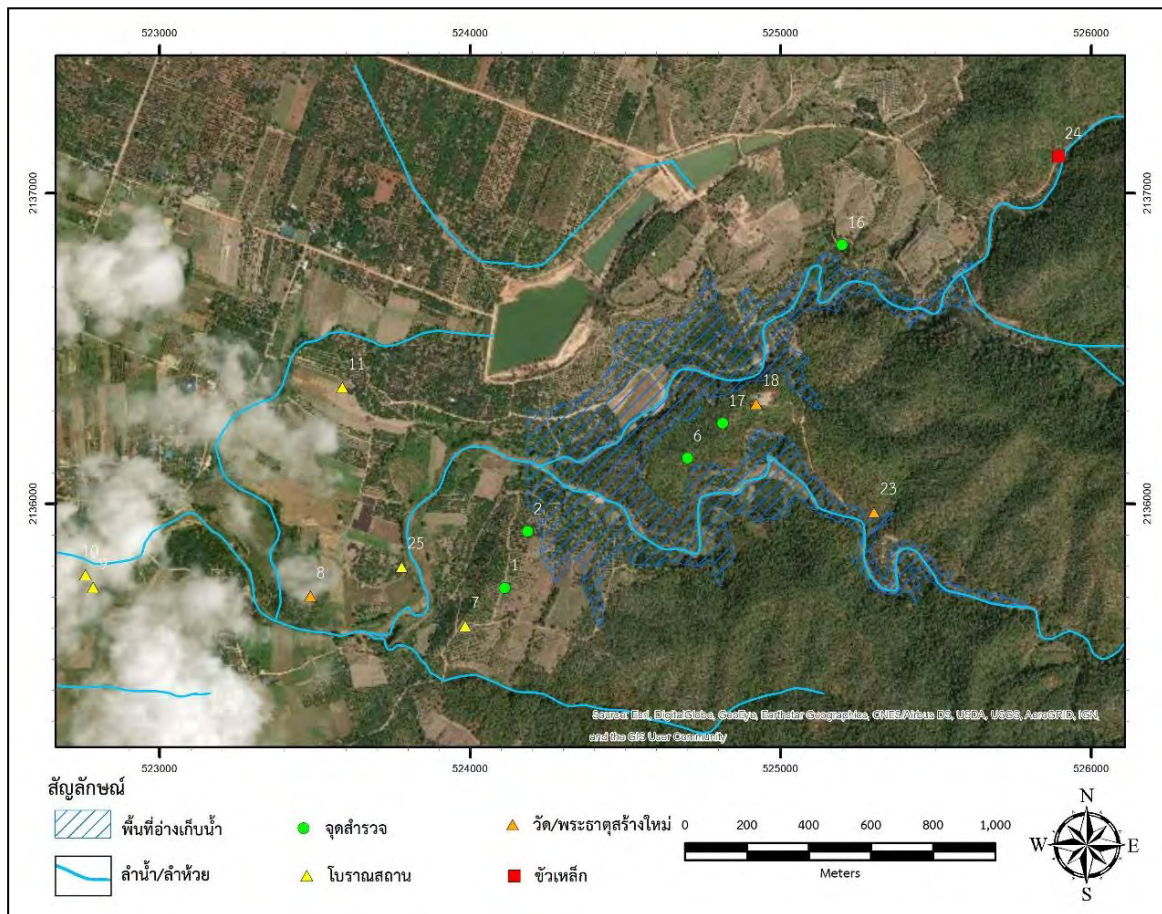 523000 524000 525000 526000
24
2137000 2137000
16
11
18
17
6
2136000 2136000
23
2
25
10
9
8
1
7
Source: Esri, DigitalGlobe, GeoEye, Earthstar Geographics, CNES/Airbus DS, USDA, USGS, AeroGRID, IGN,
and the GIS User Community
523000 524000 525000 526000
สัญลักษณ์
พื้นที่อ่างเก็บน้ำ จุดสำรวจ วัด/พระธาตุสร้างใหม่
ลำน้ำ/ลำห้วย โบราณสถาน ขัวเหล็ก
0 200 400 600 800 1,000
Meters
N
W E
S